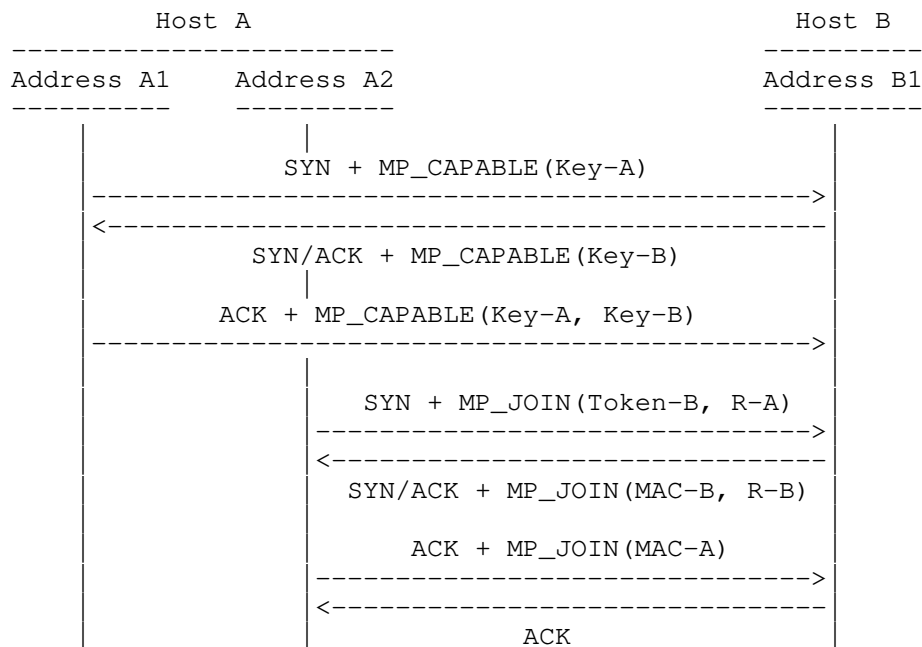 Host A Host B
------------------------ ----------
Address A1 Address A2 Address B1
---------- ---------- ----------
| | |
SYN + MP_CAPABLE(Key-A)
|--------------------------------------------->|
|<---------------------------------------------|
SYN/ACK + MP_CAPABLE(Key-B)
| | |
ACK + MP_CAPABLE(Key-A, Key-B)
|--------------------------------------------->|
| | |
| | SYN + MP_JOIN(Token-B, R-A) |
| |------------------------------->|
| |<-------------------------------|
| | SYN/ACK + MP_JOIN(MAC-B, R-B) |
| | |
| | ACK + MP_JOIN(MAC-A) |
| |------------------------------->|
| |<-------------------------------|
| | ACK |